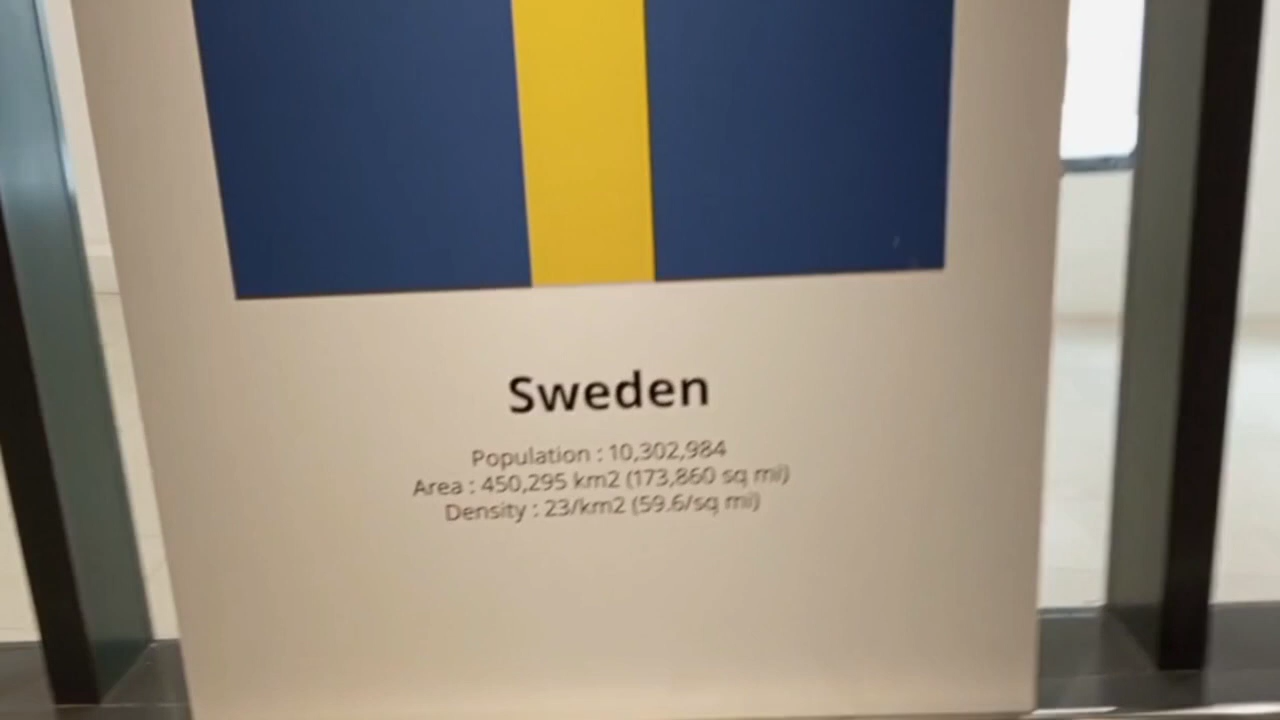 Sweden
Population : 10,302,984
Area : 450,295 km2 (173,860 sq mi)
Density : 23/km2 (59.6/sq mi)